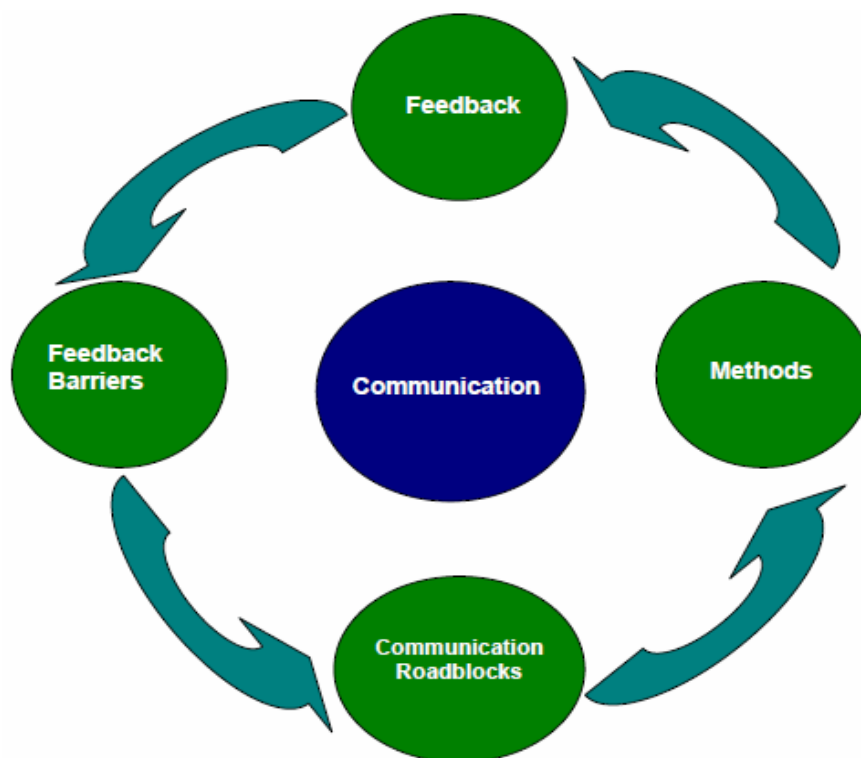 Feedback
Feedback
Barriers
Communication
Methods
Communication
Roadblocks